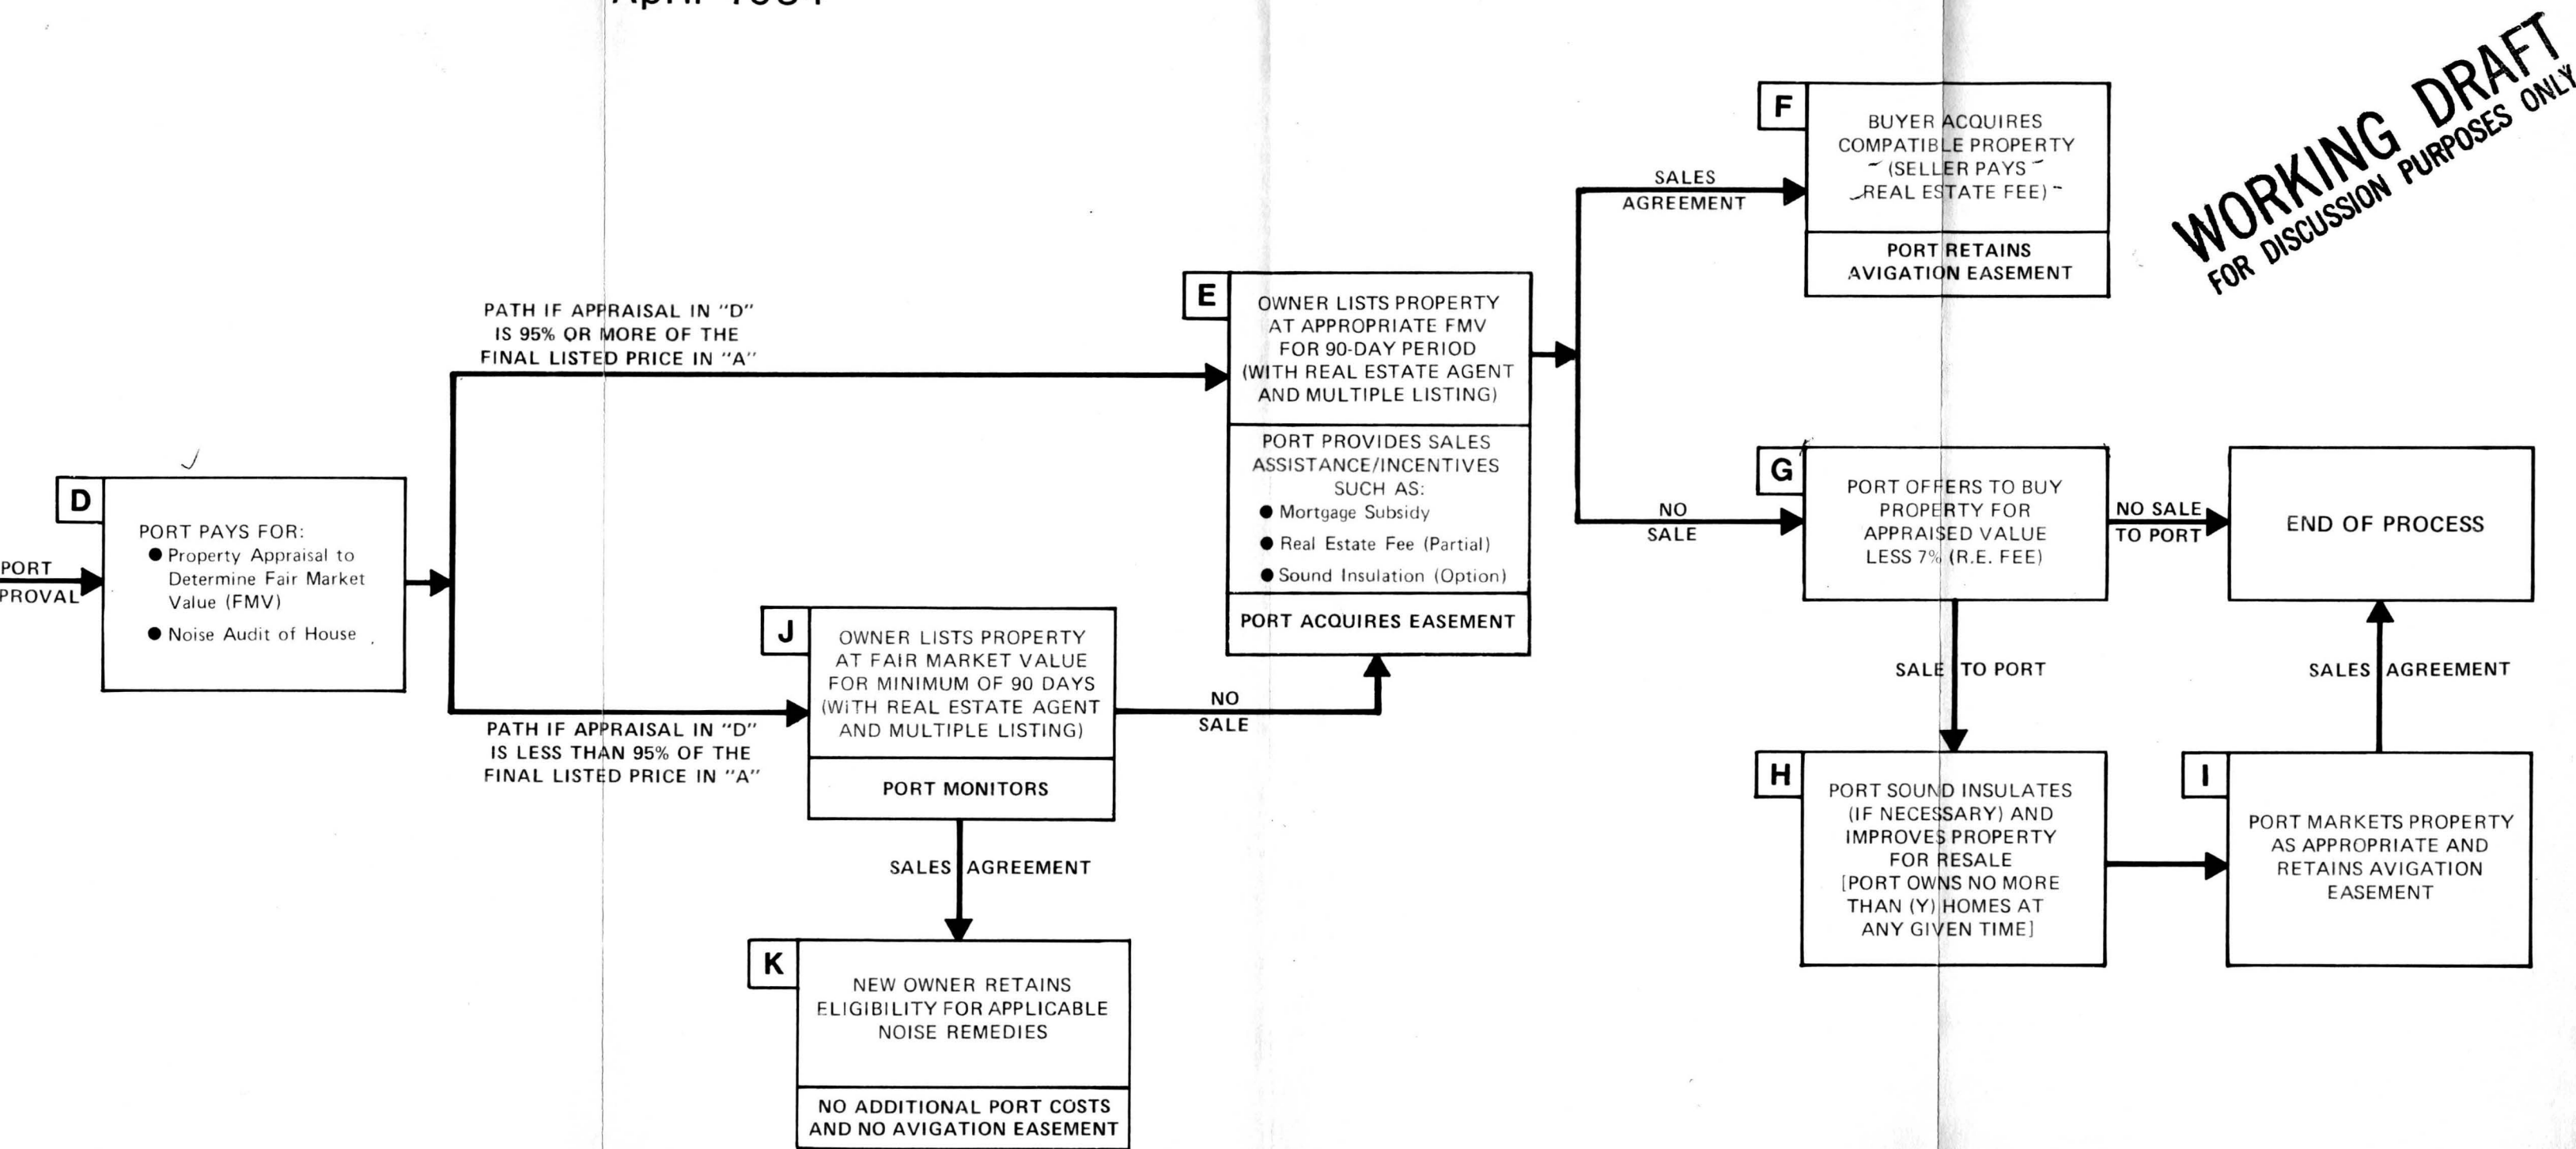 WORKING DRAFT
FOR DISCUSSION PURPOSES ONLY
PORT
D
PORT PAYS FOR:
● Property Appraisal to
Determine Fair Market
Value (FMV)
● Noise Audit of House
PATH IF APPRAISAL IN "D"
IS 95% OR MORE OF THE
FINAL LISTED PRICE IN "A"
PATH IF APPRAISAL IN "D"
IS LESS THAN 95% OF THE
FINAL LISTED PRICE IN "A"
J
OWNER LISTS PROPERTY
AT FAIR MARKET VALUE
FOR MINIMUM OF 90 DAYS
(WITH REAL ESTATE AGENT
AND MULTIPLE LISTING)
PORT MONITORS
SALES AGREEMENT
K
NEW OWNER RETAINS
ELIGIBILITY FOR APPLICABLE
NOISE REMEDIES
NO ADDITIONAL PORT COSTS
AND NO AVIGATION EASEMENT
NO
SALE
E
OWNER LISTS PROPERTY
AT APPROPRIATE FMV
FOR 90-DAY PERIOD
(WITH REAL ESTATE AGENT
AND MULTIPLE LISTING)
PORT PROVIDES SALES
ASSISTANCE/INCENTIVES
SUCH AS:
● Mortgage Subsidy
● Real Estate Fee (Partial)
● Sound Insulation (Option)
PORT ACQUIRES EASEMENT
SALES
AGREEMENT
F
BUYER ACQUIRES
COMPATIBLE PROPERTY
(SELLER PAYS
REAL ESTATE FEE)
PORT RETAINS
AVIGATION EASEMENT
NO
SALE
G
PORT OFFERS TO BUY
PROPERTY FOR
APPRAISED VALUE
LESS 7% (R.E. FEE)
NO SALE
TO PORT
END OF PROCESS
SALE TO PORT
H
PORT SOUND INSULATES
(IF NECESSARY) AND
IMPROVES PROPERTY
FOR RESALE
[PORT OWNS NO MORE
THAN (Y) HOMES AT
ANY GIVEN TIME]
I
PORT MARKETS PROPERTY
AS APPROPRIATE AND
RETAINS AVIGATION
EASEMENT
SALES AGREEMENT